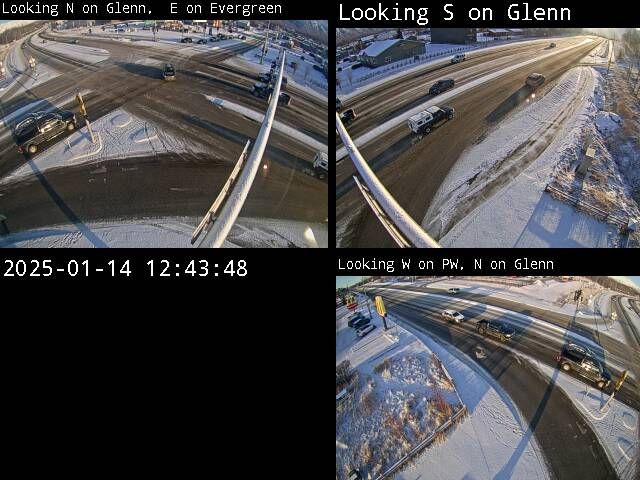 Looking N on Glenn,  E on Evergreen
Looking S on Glenn
2025-01-14 12:43:48
Looking W on PW, N on Glenn